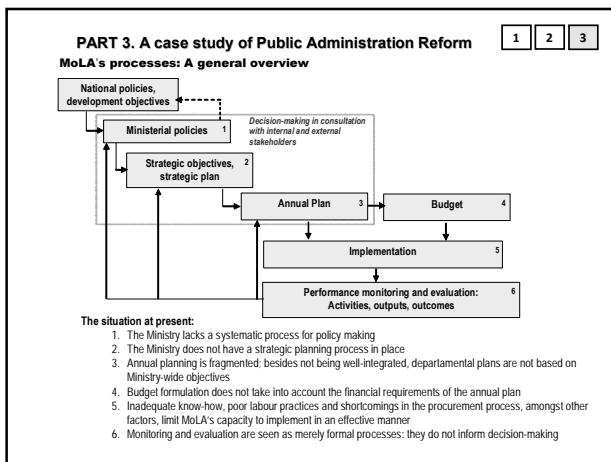 PART 3. A case study of Public Administration Reform
1 2 3
MoLA's processes: A general overview
National policies,
development objectives
Decision-making in consultation
with internal and external
stakeholders
Ministerial policies 1
Strategic objectives, 2
strategic plan
Annual Plan 3
Budget 4
Implementation 5
Performance monitoring and evaluation: 6
Activities, outputs, outcomes
The situation at present:
1. The Ministry lacks a systematic process for policy making
2. The Ministry does not have a strategic planning process in place
3. Annual planning is fragmented: besides not being well-integrated, departamental plans are not based on
Ministry-wide objectives
4. Budget formulation does not take into account the financial requirements of the annual plan
5. Inadequate know-how, poor labour practices and shortcomings in the procurement process, amongst other
factors, limit MoLA's capacity to implement in an effective manner
6. Monitoring and evaluation are seen as merely formal processes: they do not inform decision-making